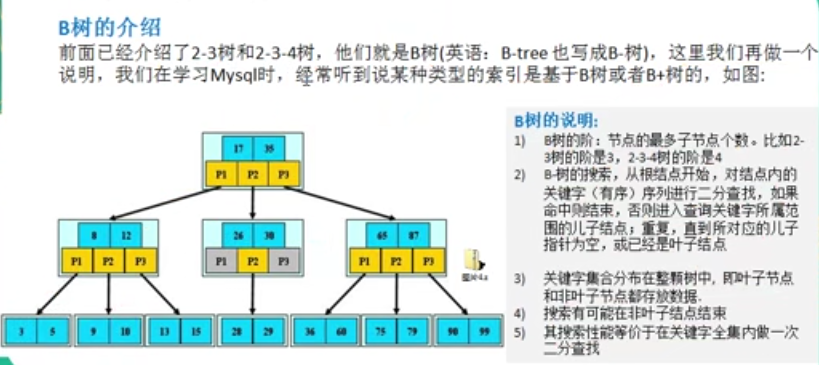 B树的介绍
前面已经介绍了2-3树和2-3-4树，他们就是B树(英语：B-tree 也写成B-树)，这里我们再做一个
说明，我们在学习Mysql时，经常听到说某种类型的索引是基于B树或者B+树的，如图:
17 35
P1 P2 P3
8 12
P1 P2 P3
26 30
P1 P2 P3
65 87
P1 P2 P3
3 5
9 10
13 15
28 29
36 60
75 79
90 99
B树的说明:
1) B树的阶：节点的最多子节点个数。比如2-
3树的阶是3，2-3-4树的阶是4
2) B-树的搜索，从根结点开始，对结点内的
关键字（有序）序列进行二分查找，如果
命中则结束，否则进入查询关键字所属范
围的儿子结点；重复，直到所对应的儿子
指针为空，或已经是叶子结点
3) 关键字集合分布在整颗树中, 即叶子节点
和非叶子节点都存放数据.
4) 搜索有可能在非叶子结点结束
5) 其搜索性能等价于在关键字全集内做一次
二分查找